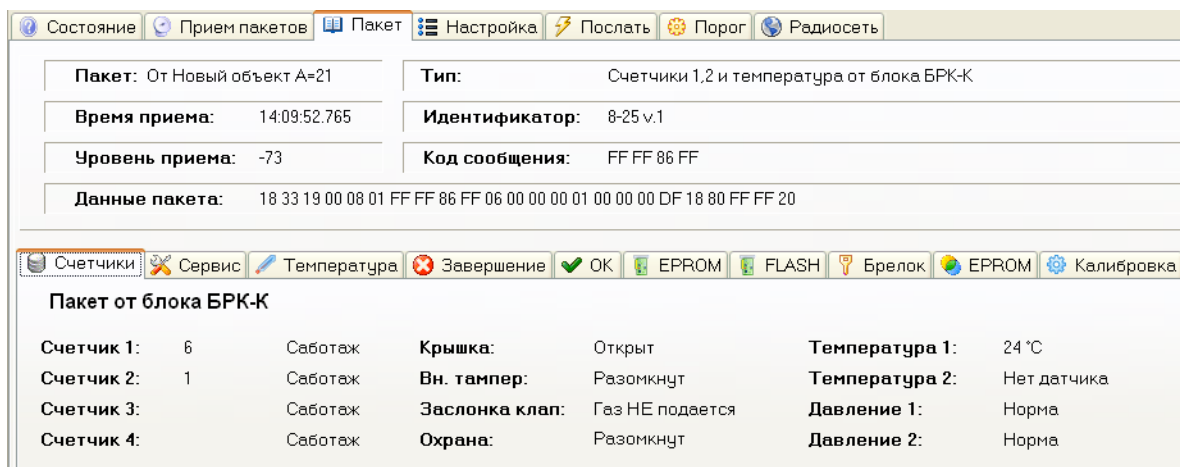 Состояние Прием пакетов Пакет Настройка Послать Порог Радиосеть
Пакет: От Новый объект A=21 Тип: Счетчики 1,2 и температура от блока БРК-К
Время приема: 14:09:52.765 Идентификатор: 8-25 v.1
Уровень приема: -73 Код сообщения: FF FF 86 FF
Данные пакета: 18 33 19 00 08 01 FF FF 86 FF 06 00 00 00 01 00 00 00 DF 18 80 FF FF 20
Счетчики Сервис Температура Завершение OK EPROM FLASH Брелок EPROM Калибровка
Пакет от блока БРК-К
Счетчик 1: 6 Саботаж Крышка: Открыт Температура 1: 24 °C
Счетчик 2: 1 Саботаж Вн. тампер: Разомкнут Температура 2: Нет датчика
Счетчик 3: Саботаж Заслонка клап: Газ НЕ подается Давление 1: Норма
Счетчик 4: Саботаж Охрана: Разомкнут Давление 2: Норма